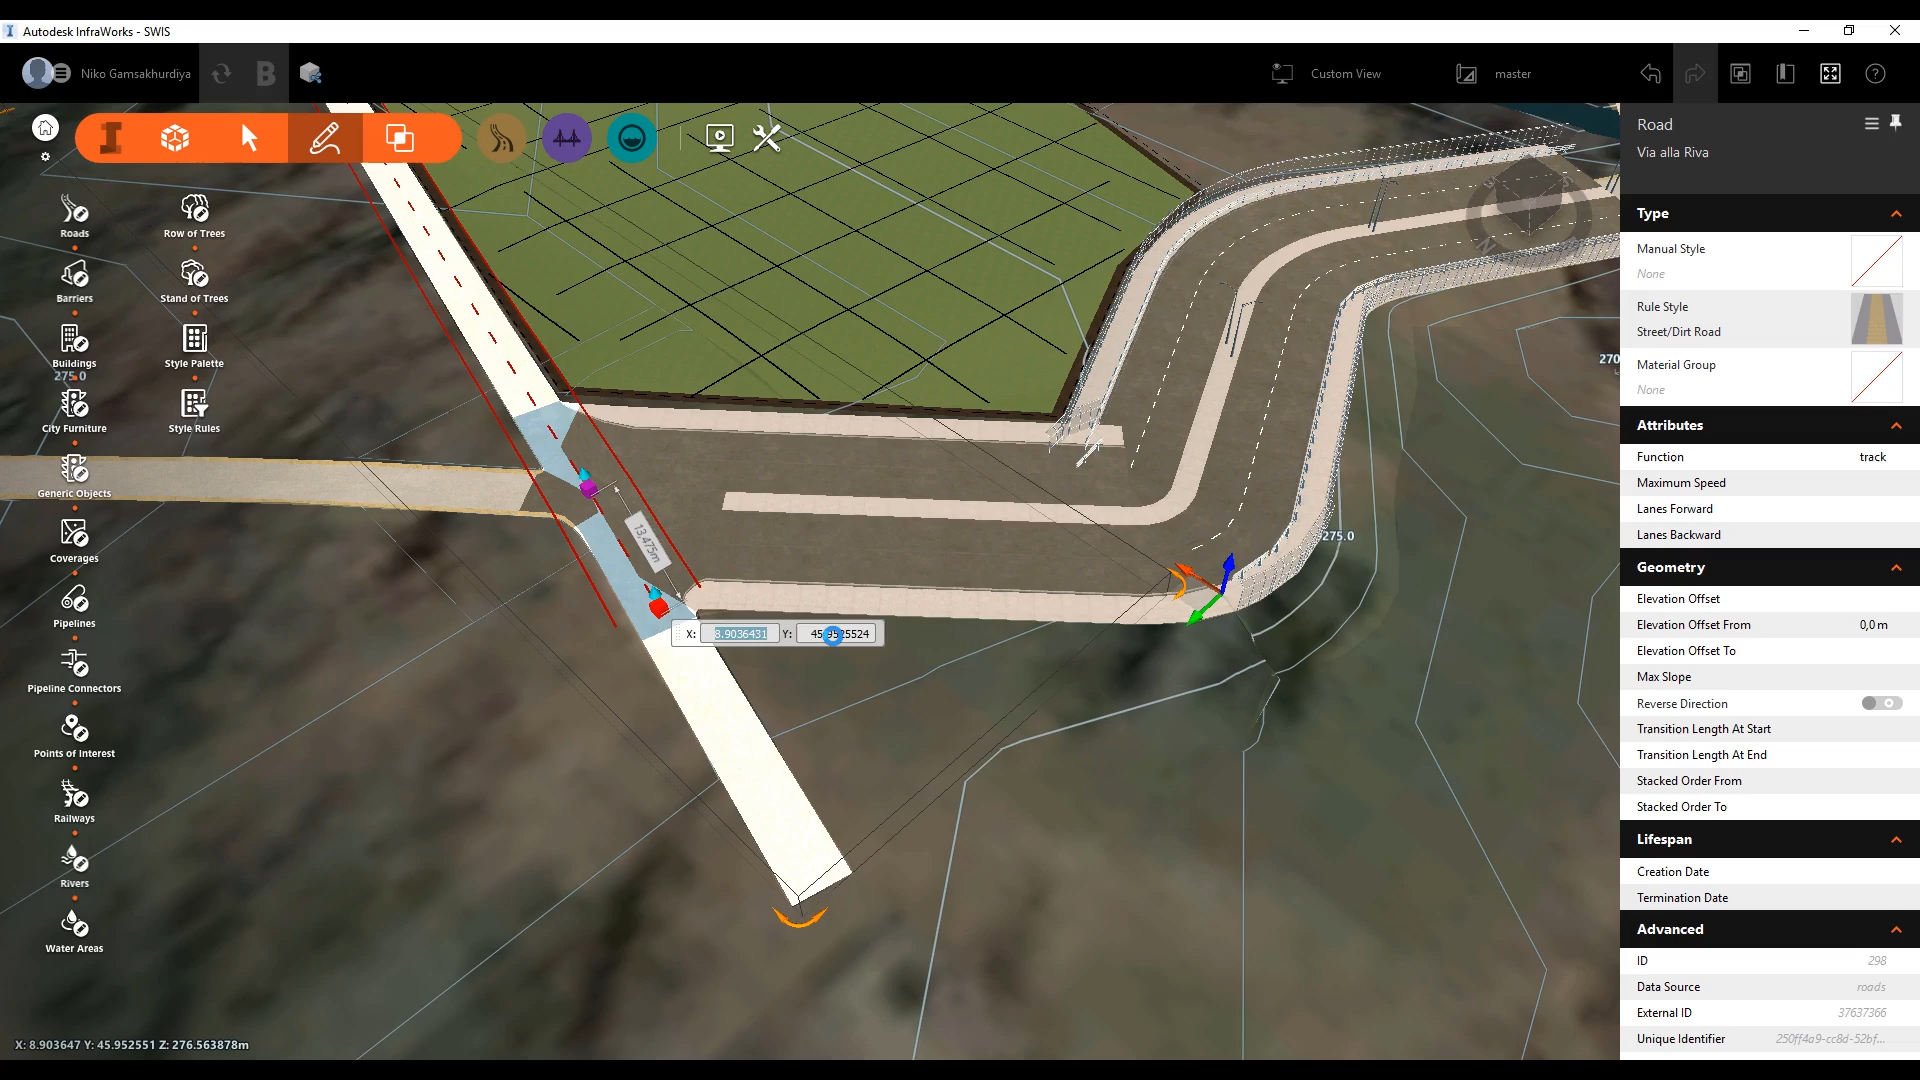 Autodesk InfraWorks - SWIS
Niko Gamsakhurdiya
B
Custom View
master
Roads
Row of Trees
Barriers
Stand of Trees
Buildings
Style Palette
275.0
City Furniture
Style Rules
Generic Objects
Coverages
Pipelines
Pipeline Connectors
Points of Interest
Railways
Rivers
Water Areas
270
275.0
13,475m
X: 8.9036431 Y:
X: 8.903647 Y: 45.952551 Z: 276.563878m
Road
Via alla Riva
Type
Manual Style
None
Rule Style
Street/Dirt Road
Material Group
None
Attributes
Function track
Maximum Speed
Lanes Forward
Lanes Backward
Geometry
Elevation Offset
Elevation Offset From 0,0 m
Elevation Offset To
Max Slope
Reverse Direction
Transition Length At Start
Transition Length At End
Stacked Order From
Stacked Order To
Lifespan
Creation Date
Termination Date
Advanced
ID 298
Data Source roads
External ID 37637366
Unique Identifier 250ff4a9-cc8d-52bf...